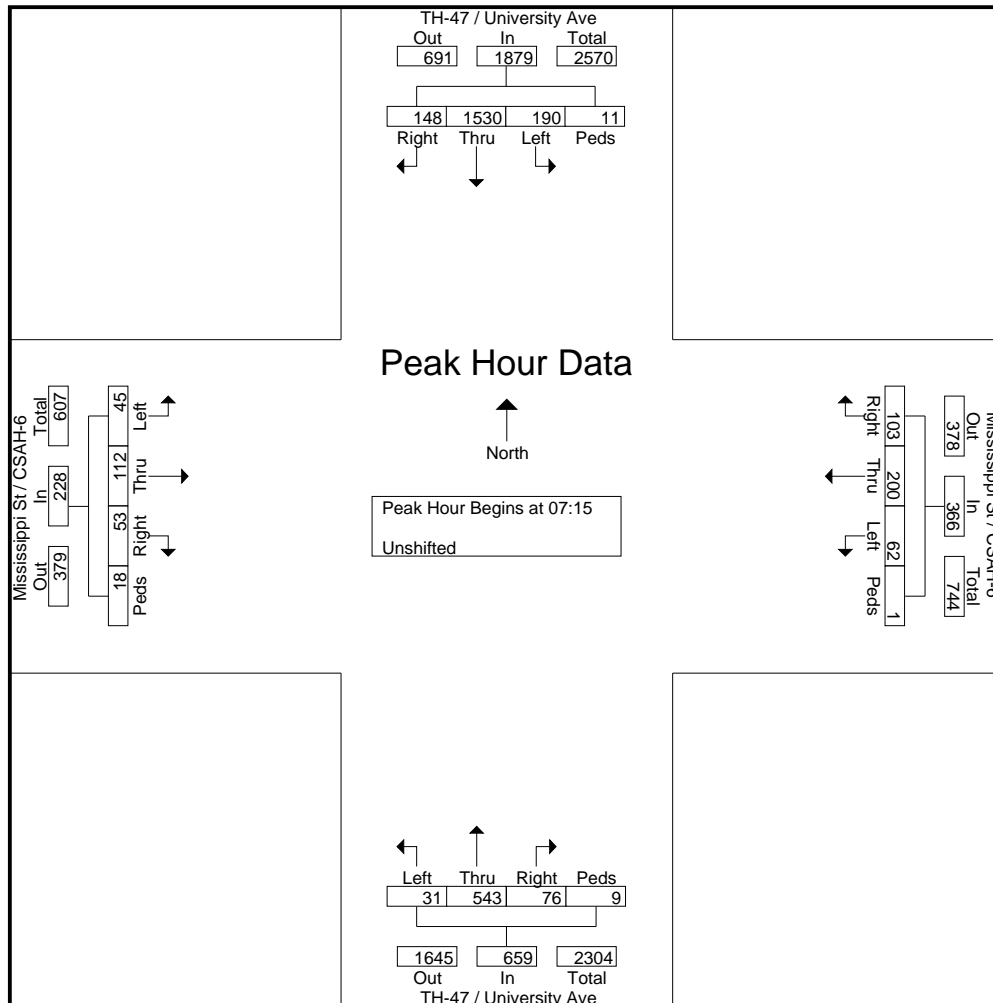 TH-47 / University Ave
Out In Total
691 1879 2570
148 1530 190 11
Right Thru Left Peds
Peak Hour Data
North
Peak Hour Begins at 07:15
Unshifted
Mississippi St / CSAH-6
Total In Out
607 228 379
45 112 53 18
Left Thru Right Peds
Mississippi St / CSAH-6
Out In Total
378 366 744
103 200 62 1
Right Thru Left Peds
Left Thru Right Peds
31 543 76 9
1645 659 2304
Out In Total
TH-47 / University Ave